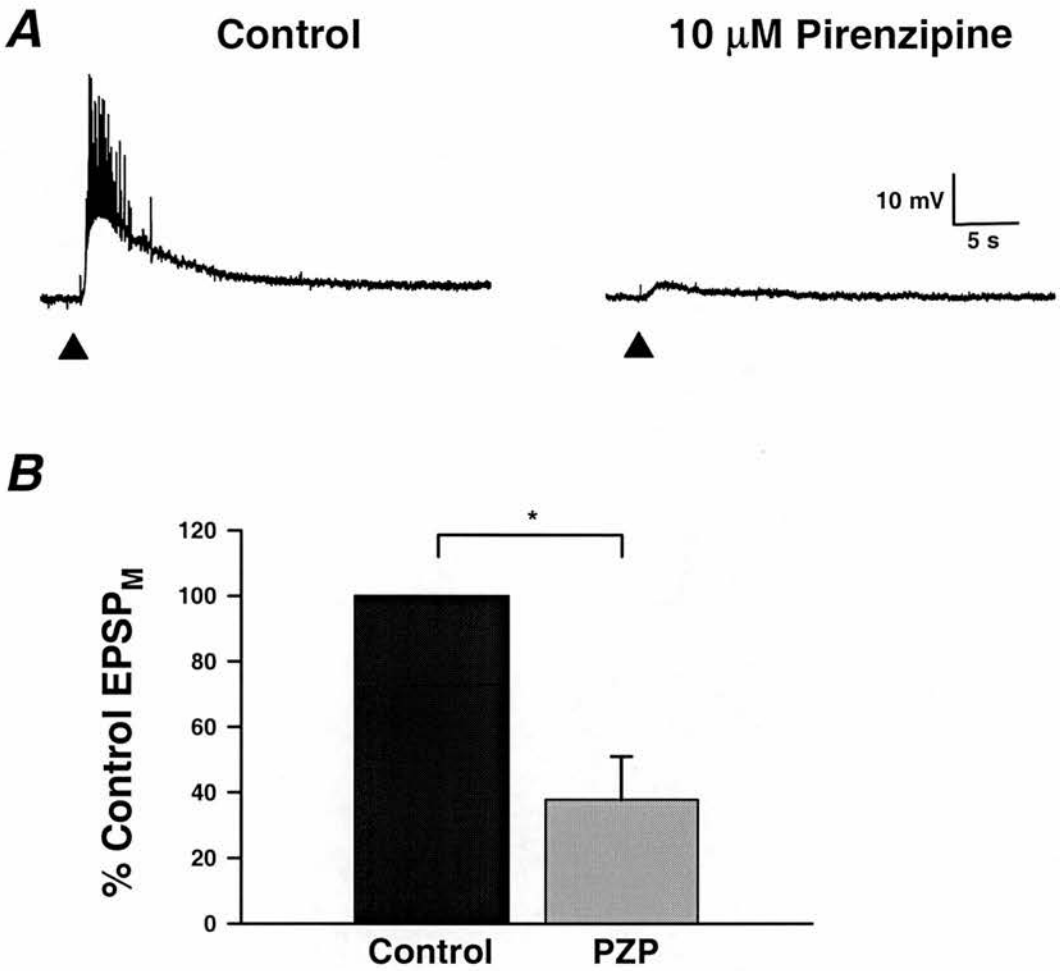 A
Control
10 μM Pirenzipine
10 mV
5 s
B
% Control EPSPM
120
100
80
60
40
20
0
*
Control
PZP